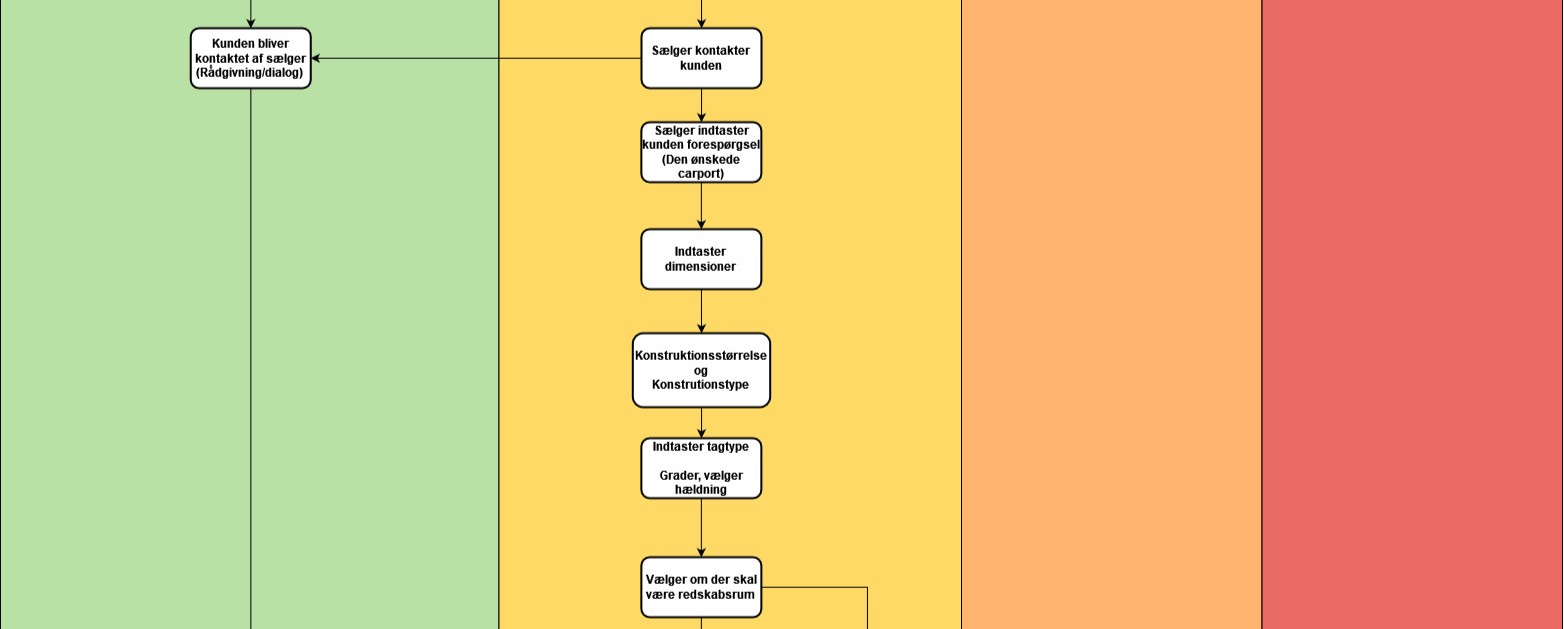 Kunden bliver
kontaktet af sælger
(Rådgivning/dialog)
Sælger kontakter
kunden
Sælger indtaster
kunden forespørgsel
(Den ønskede
carport)
Indtaster
dimensioner
Konstruktionsstørrelse
og
Konstrutionstype
Indtaster tagtype
Grader, vælger
hældning
Vælger om der skal
være redskabsrum